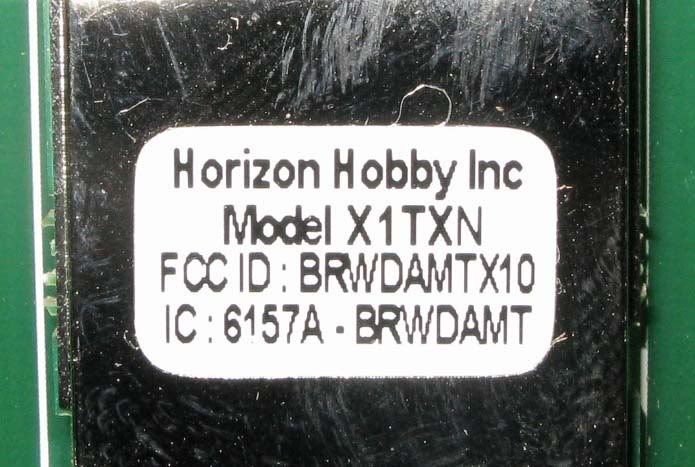 Horizon Hobby Inc
Model X1TXN
FCC ID : BRWDAMTX10
IC : 6157A - BRWDAMT